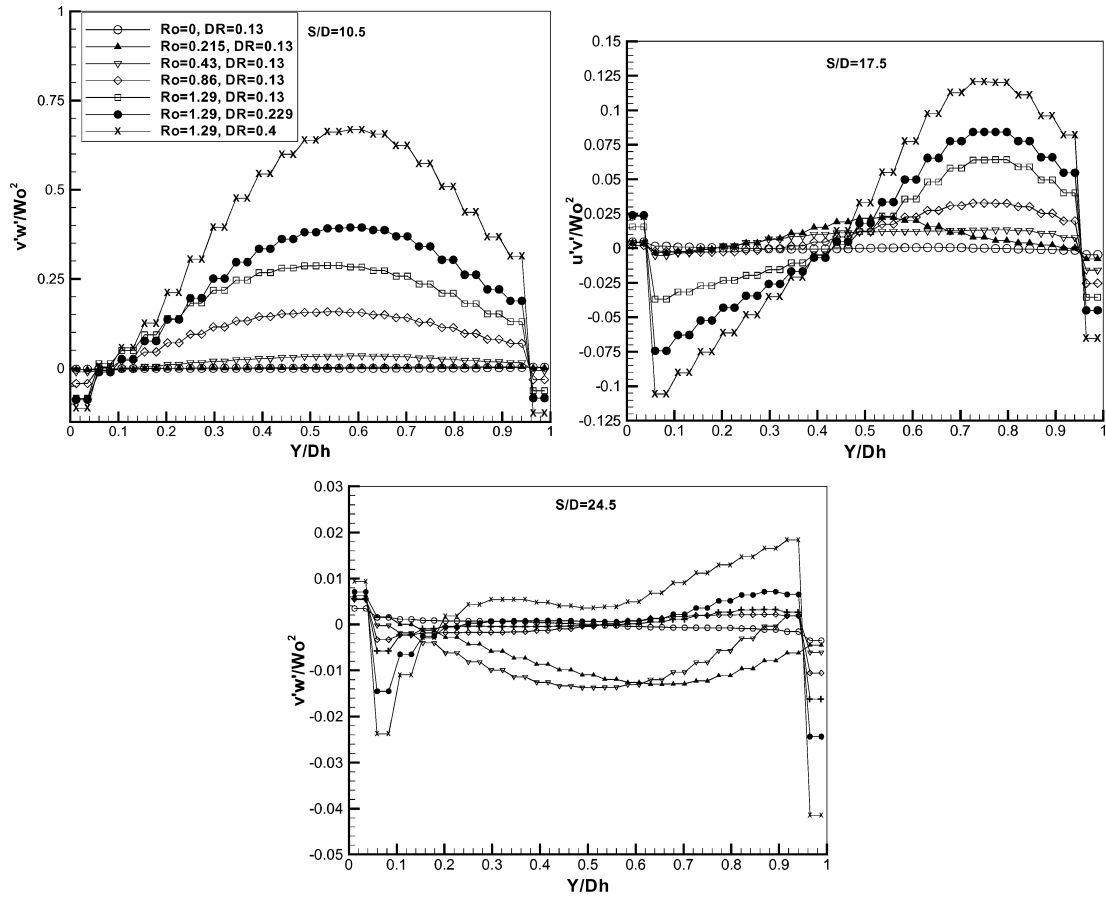 1
0.75
0.5
0.25
0
v'w'/Wo²
Ro=0, DR=0.13
Ro=0.215, DR=0.13
Ro=0.43, DR=0.13
Ro=0.86, DR=0.13
Ro=1.29, DR=0.13
Ro=1.29, DR=0.229
Ro=1.29, DR=0.4
S/D=10.5
0 0.1 0.2 0.3 0.4 0.5 0.6 0.7 0.8 0.9 1
Y/Dh
0.15
0.125
0.1
0.075
0.05
0.025
0
-0.025
-0.05
-0.075
-0.1
-0.125
u'v'/Wo²
S/D=17.5
0 0.1 0.2 0.3 0.4 0.5 0.6 0.7 0.8 0.9 1
Y/Dh
0.03
0.02
0.01
0
-0.01
-0.02
-0.03
-0.04
-0.05
v'w'/Wo²
S/D=24.5
0 0.1 0.2 0.3 0.4 0.5 0.6 0.7 0.8 0.9 1
Y/Dh